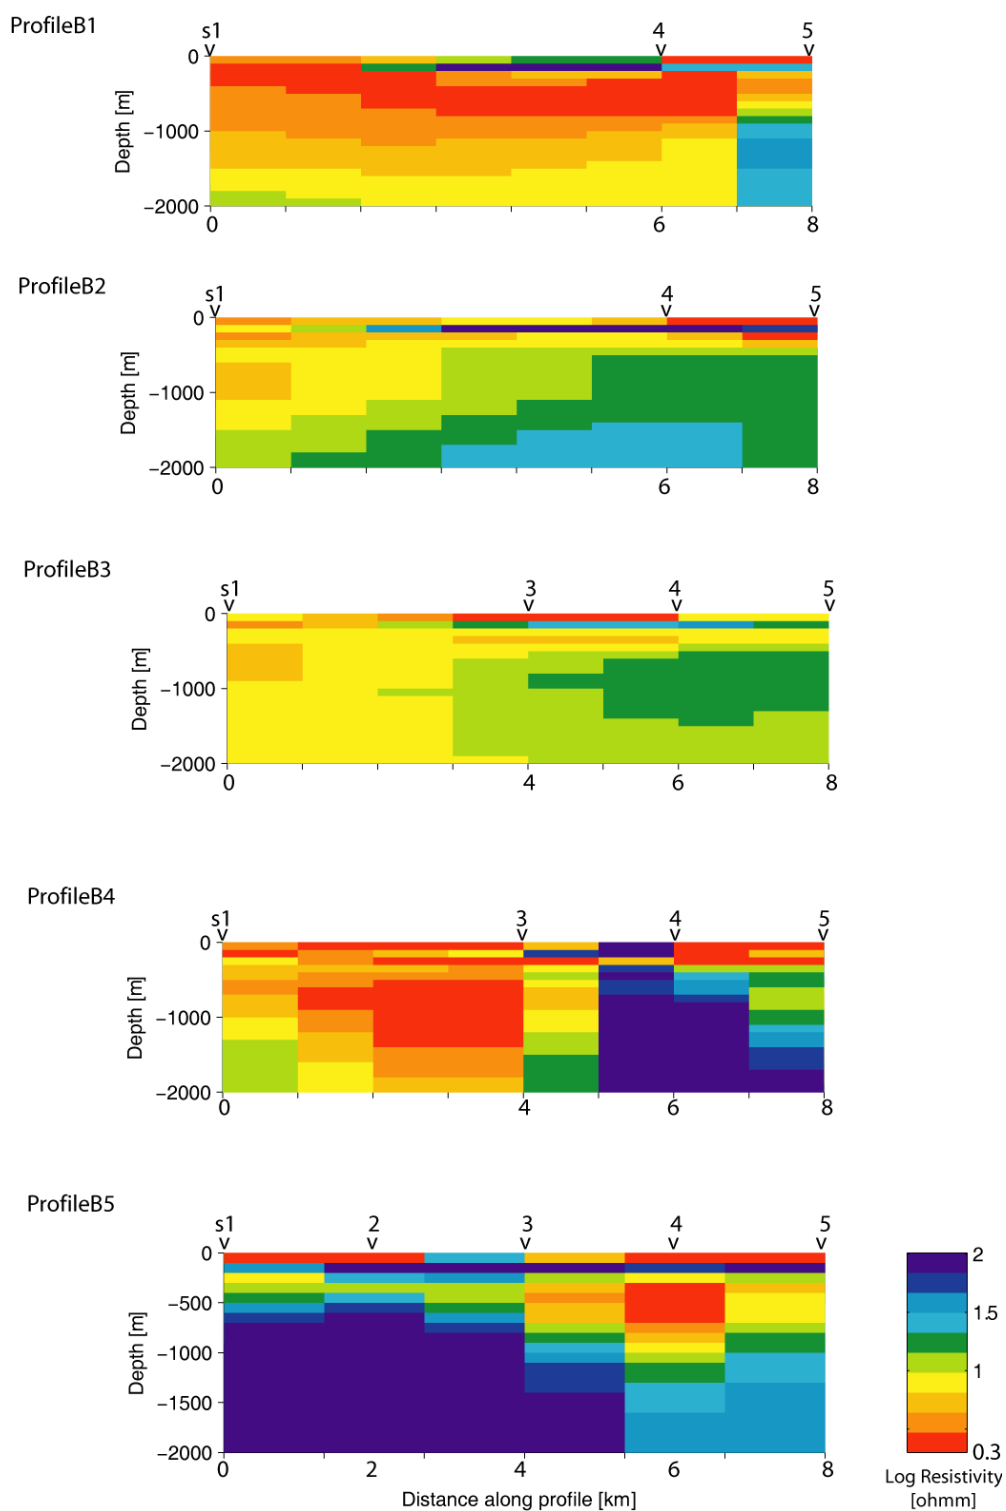 ProfileB1
s1 4 5
0
−1000
−2000
Depth [m]
0 6 8
ProfileB2
s1 4 5
0
−1000
−2000
Depth [m]
0 6 8
ProfileB3
s1 3 4 5
0
−1000
−2000
Depth [m]
0 4 6 8
ProfileB4
s1 3 4 5
0
−1000
−2000
Depth [m]
0 4 6 8
ProfileB5
s1 2 3 4 5
0
−500
−1000
−1500
−2000
Depth [m]
0 2 4 6 8
Distance along profile [km]
2
1.5
1
0.3
Log Resistivity
[ohmm]